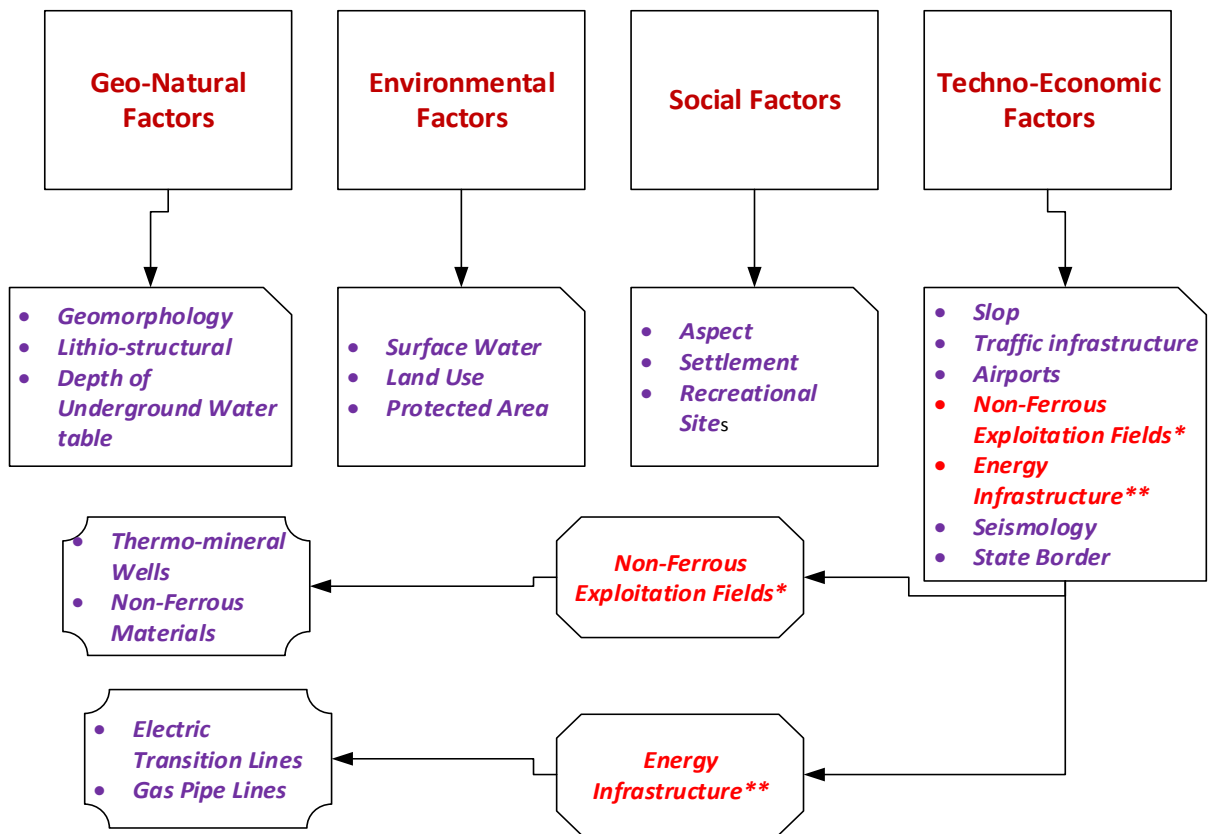 Geo-Natural
Factors
Environmental
Factors
Social Factors
Techno-Economic
Factors
• Geomorphology
• Lithio-structural
• Depth of
Underground Water
table
• Surface Water
• Land Use
• Protected Area
• Aspect
• Settlement
• Recreational
Sites
• Slop
• Traffic infrastructure
• Airports
• Non-Ferrous
Exploitation Fields*
• Energy
Infrastructure**
• Seismology
• State Border
• Thermo-mineral
Wells
• Non-Ferrous
Materials
Non-Ferrous
Exploitation Fields*
• Electric
Transition Lines
• Gas Pipe Lines
Energy
Infrastructure**